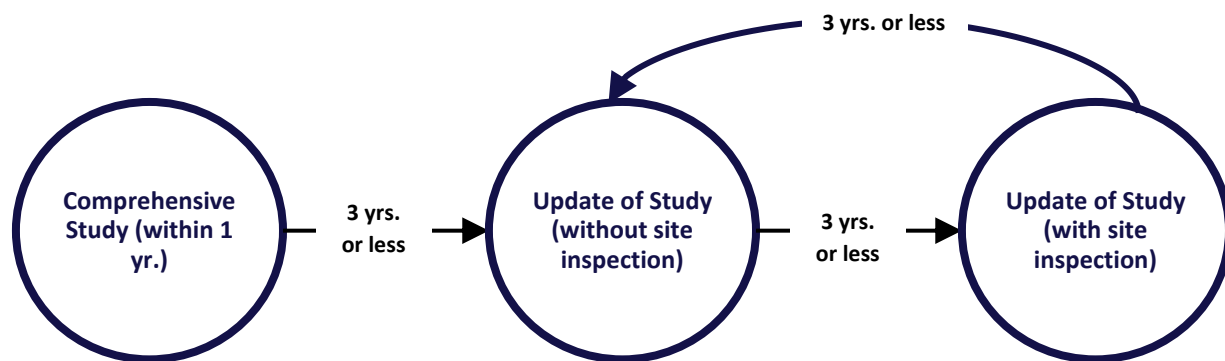 3 yrs. or less
Comprehensive
Study (within 1
yr.)
3 yrs.
or less
Update of Study
(without site
inspection)
3 yrs.
or less
Update of Study
(with site
inspection)